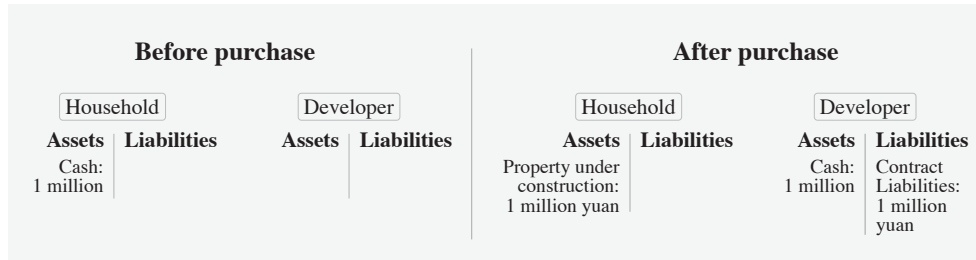 Before purchase
Household
Assets
Liabilities
Cash:
1 million
Developer
Assets
Liabilities
After purchase
Household
Assets
Liabilities
Property under
construction:
1 million yuan
Developer
Assets
Liabilities
Cash:
1 million
Contract
Liabilities:
1 million
yuan